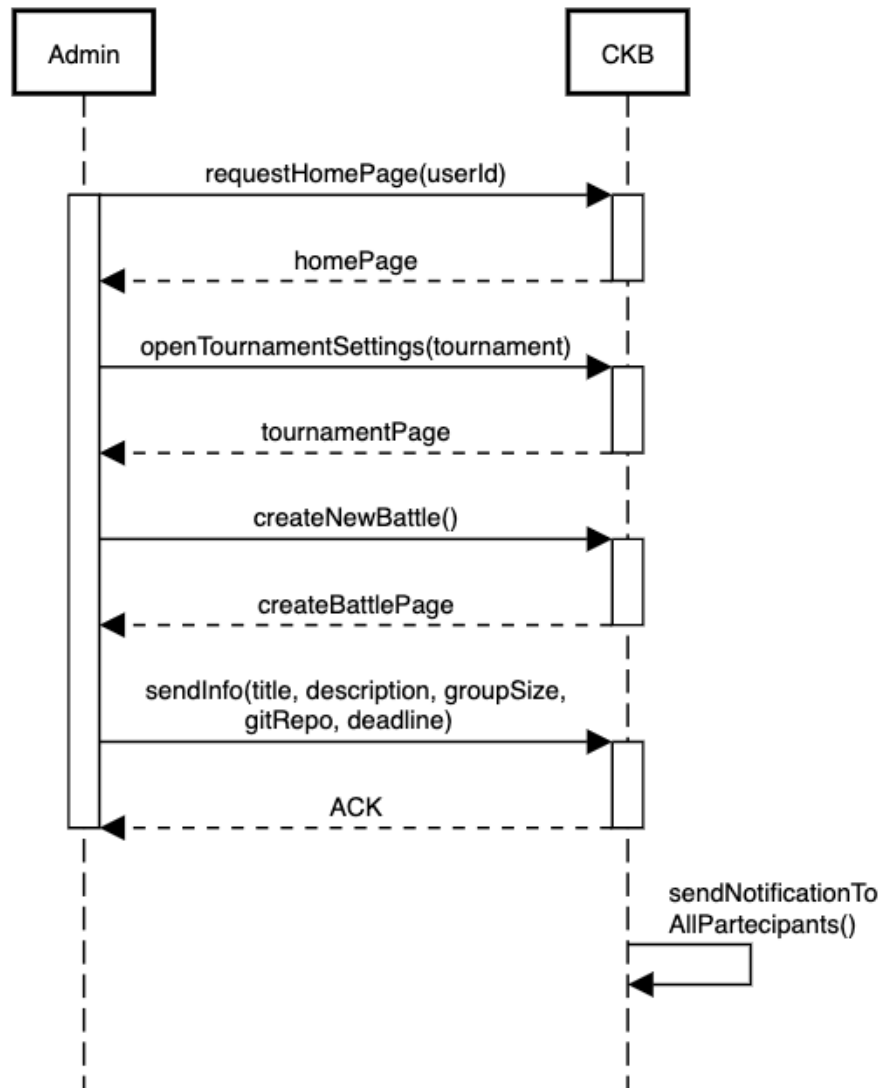 Admin
CKB
requestHomePage(userId)
homePage
openTournamentSettings(tournament)
tournamentPage
createNewBattle()
createBattlePage
sendInfo(title, description, groupSize,
gitRepo, deadline)
ACK
sendNotificationTo
AllPartecipants()